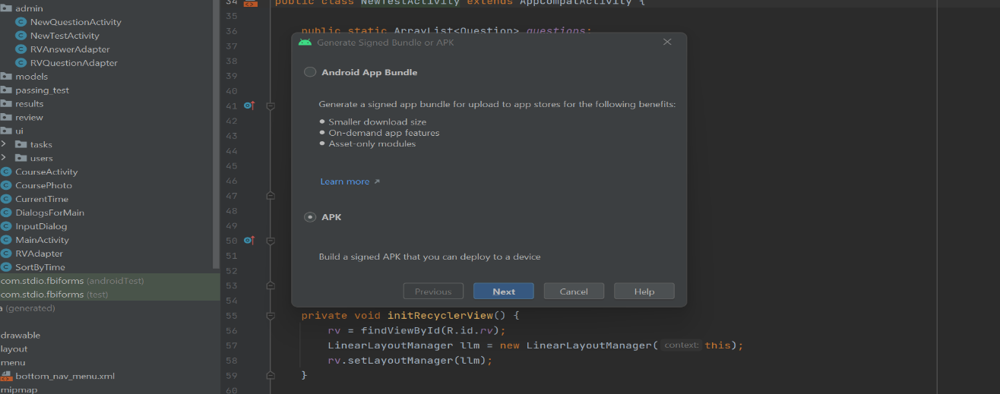 admin
NewQuestionActivity
NewTestActivity
RVAnswerAdapter
RVQuestionAdapter
models
passing_test
results
review
ui
tasks
users
CourseActivity
CoursePhoto
CurrentTime
DialogsForMain
InputDialog
MainActivity
RVAdapter
SortByTime
com.stdio.fbiforms (androidTest)
com.stdio.fbiforms (test)
a (generated)
drawable
layout
menu
bottom_nav_menu.xml
mipmap
34 public class NewTestActivity extends AppCompatActivity {
35
36 public static ArrayList<Question> questions;
37
38
39
40
41
42
43
44
45
46
47
48
49
50
51
52
53
54
55 private void initRecyclerView() {
56 rv = findViewById(R.id.rv);
57 LinearLayoutManager llm = new LinearLayoutManager( context: this);
58 rv.setLayoutManager(llm);
59 }
60
Generate Signed Bundle or APK
Android App Bundle
Generate a signed app bundle for upload to app stores for the following benefits:
• Smaller download size
• On-demand app features
• Asset-only modules
Learn more ↗
APK
Build a signed APK that you can deploy to a device
Previous Next Cancel Help